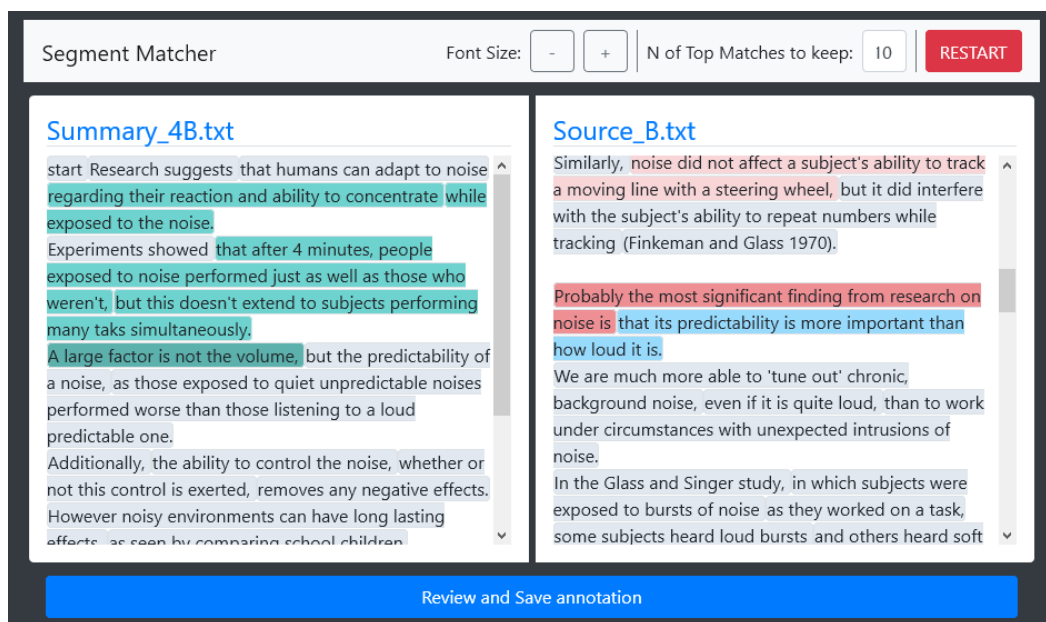 Segment Matcher
Font Size: - + N of Top Matches to keep: 10 RESTART
Summary_4B.txt
start Research suggests that humans can adapt to noise
regarding their reaction and ability to concentrate while
exposed to the noise.
Experiments showed that after 4 minutes, people
exposed to noise performed just as well as those who
weren't, but this doesn't extend to subjects performing
many taks simultaneously.
A large factor is not the volume, but the predictability of
a noise, as those exposed to quiet unpredictable noises
performed worse than those listening to a loud
predictable one.
Additionally, the ability to control the noise, whether or
not this control is exerted, removes any negative effects.
However noisy environments can have long lasting
effects, as seen by comparing school children
Source_B.txt
Similarly, noise did not affect a subject's ability to track
a moving line with a steering wheel, but it did interfere
with the subject's ability to repeat numbers while
tracking (Finkeman and Glass 1970).
Probably the most significant finding from research on
noise is that its predictability is more important than
how loud it is.
We are much more able to 'tune out' chronic,
background noise, even if it is quite loud, than to work
under circumstances with unexpected intrusions of
noise.
In the Glass and Singer study, in which subjects were
exposed to bursts of noise as they worked on a task,
some subjects heard loud bursts and others heard soft
Review and Save annotation